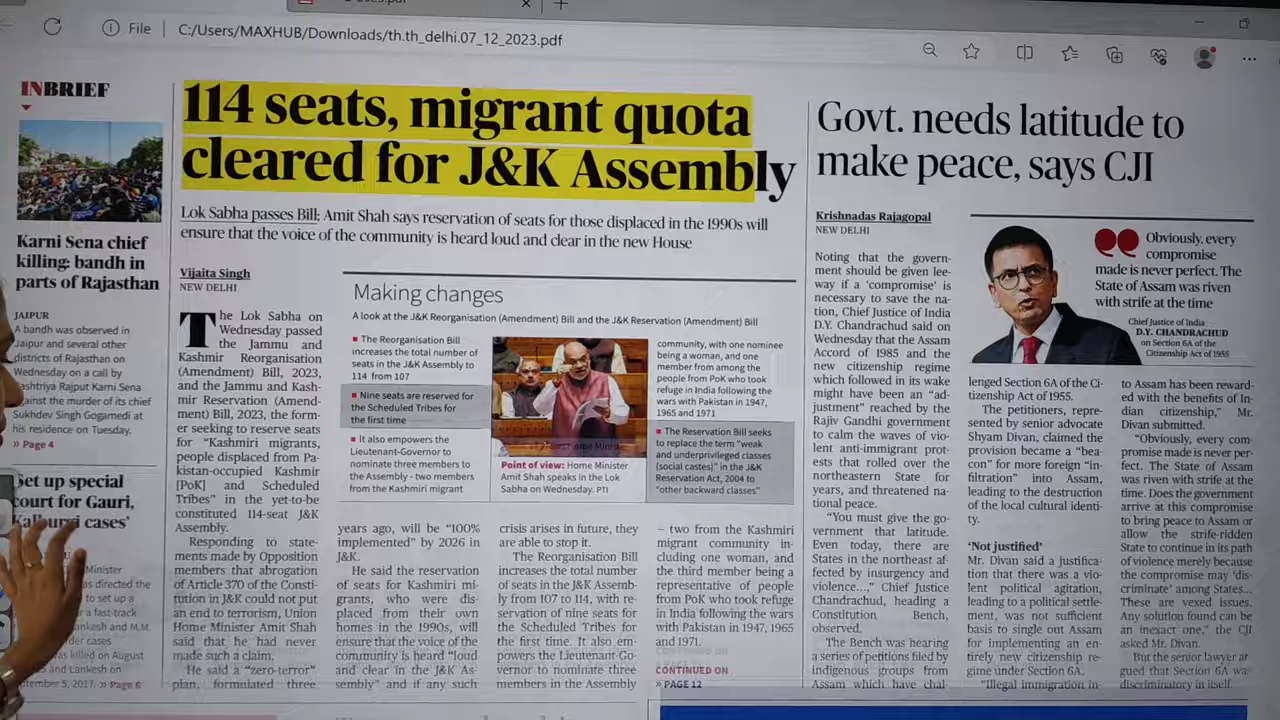 File
C:/Users/MAXHUB/Downloads/th.th_delhi.07_12_2023.pdf
INBRIEF
Karni Sena chief
killing: bandh in
parts of Rajasthan
JAIPUR
A bandh was observed in
Jaipur and several other
districts of Rajasthan on
Wednesday on a call by
Rashtriya Rajput Karni Sena
against the murder of its chief
Sukhdev Singh Gogamedi at
his residence on Tuesday.
» Page 4
Set up special
court for Gauri,
Kalburgi cases’
Minister
has directed the
to set up a
a fast-track
Lankesh and M.M.
cases
was killed on August
and Lankesh on
September 5, 2017. » Page 6
114 seats, migrant quota
cleared for J&K Assembly
Lok Sabha passes Bill; Amit Shah says reservation of seats for those displaced in the 1990s will
ensure that the voice of the community is heard loud and clear in the new House
Vijaita Singh
NEW DELHI
The Lok Sabha on
Wednesday passed
the Jammu and
Kashmir Reorganisation
(Amendment) Bill, 2023,
and the Jammu and Kash-
mir Reservation (Amend-
ment) Bill, 2023, the form-
er seeking to reserve seats
for “Kashmiri migrants,
people displaced from Pa-
kistan-occupied Kashmir
[PoK] and Scheduled
Tribes” in the yet-to-be
constituted 114-seat J&K
Assembly.
Responding to state-
ments made by Opposition
members that abrogation
of Article 370 of the Consti-
tution in J&K could not put
an end to terrorism, Union
Home Minister Amit Shah
said that he had never
made such a claim.
He said a “zero-terror”
plan, formulated three
Making changes
A look at the J&K Reorganisation (Amendment) Bill and the J&K Reservation (Amendment) Bill
■ The Reorganisation Bill
increases the total number of
seats in the J&K Assembly to
114 from 107
■ Nine seats are reserved for
the Scheduled Tribes for
the first time
■ It also empowers the
Lieutenant-Governor to
nominate three members to
the Assembly - two members
from the Kashmiri migrant
Point of view: Home Minister
Amit Shah speaks in the Lok
Sabha on Wednesday. PTI
community, with one nominee
being a woman, and one
member from among the
people from PoK who took
refuge in India following the
wars with Pakistan in 1947,
1965 and 1971
■ The Reservation Bill seeks
to replace the term “weak
and underprivileged classes
(social castes)” in the J&K
Reservation Act, 2004 to
“other backward classes”
years ago, will be “100%
implemented” by 2026 in
J&K.
He said the reservation
of seats for Kashmiri mi-
grants, who were dis-
placed from their own
homes in the 1990s, will
ensure that the voice of the
community is heard “loud
and clear in the J&K As-
sembly” and if any such
crisis arises in future, they
are able to stop it.
The Reorganisation Bill
increases the total number
of seats in the J&K Assemb-
ly from 107 to 114, with re-
servation of nine seats for
the Scheduled Tribes for
the first time. It also em-
powers the Lieutenant-Go-
vernor to nominate three
members in the Assembly
– two from the Kashmiri
migrant community in-
cluding one woman, and
the third member being a
representative of people
from PoK who took refuge
in India following the wars
with Pakistan in 1947, 1965
and 1971.
CONTINUED ON
» PAGE 12
Govt. needs latitude to
make peace, says CJI
Krishnadas Rajagopal
NEW DELHI
Noting that the govern-
ment should be given lee-
way if a ‘compromise’ is
necessary to save the na-
tion, Chief Justice of India
D.Y. Chandrachud said on
Wednesday that the Assam
Accord of 1985 and the
new citizenship regime
which followed in its wake
might have been an “ad-
justment” reached by the
Rajiv Gandhi government
to calm the waves of vio-
lent anti-immigrant prot-
ests that rolled over the
northeastern State for
years, and threatened na-
tional peace.
“You must give the go-
vernment that latitude.
Even today, there are
States in the northeast af-
fected by insurgency and
violence...,” Chief Justice
Chandrachud, heading a
Constitution Bench,
observed.
The Bench was hearing
a series of petitions filed by
indigenous groups from
Assam which have chal-
Obviously, every
compromise
made is never perfect. The
State of Assam was riven
with strife at the time
Chief Justice of India
D.Y. CHANDRACHUD
on Section 6A of the
Citizenship Act of 1955
lenged Section 6A of the Ci-
tizenship Act of 1955.
The petitioners, repre-
sented by senior advocate
Shyam Divan, claimed the
provision became a “bea-
con” for more foreign “in-
filtration” into Assam,
leading to the destruction
of the local cultural identi-
ty.
‘Not justified’
Mr. Divan said a justifica-
tion that there was a vio-
lent political agitation,
leading to a political settle-
ment, was not sufficient
basis to single out Assam
for implementing an en-
tirely new citizenship re-
gime under Section 6A.
“Illegal immigration in-
to Assam has been reward-
ed with the benefits of In-
dian citizenship,” Mr.
Divan submitted.
“Obviously, every com-
promise made is never per-
fect. The State of Assam
was riven with strife at the
time. Does the government
arrive at this compromise
to bring peace to Assam or
allow the strife-ridden
State to continue in its path
of violence merely because
the compromise may ‘dis-
criminate’ among States...
These are vexed issues.
Any solution found can be
an inexact one,” the CJI
asked Mr. Divan.
But the senior lawyer ar-
gued that Section 6A was
discriminatory in itself.